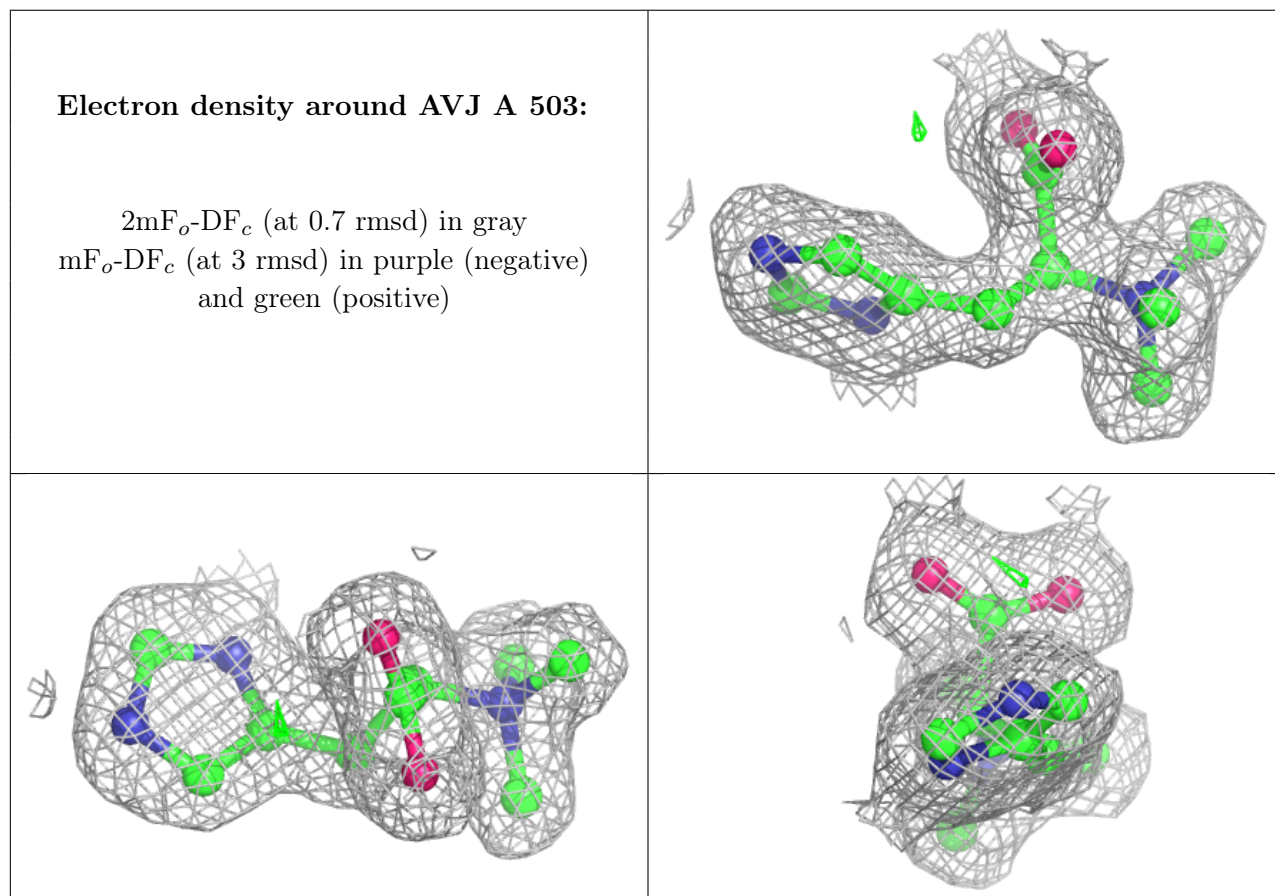 Electron density around AVJ A 503:
2mFo-DFc (at 0.7 rmsd) in gray
mFo-DFc (at 3 rmsd) in purple (negative)
and green (positive)